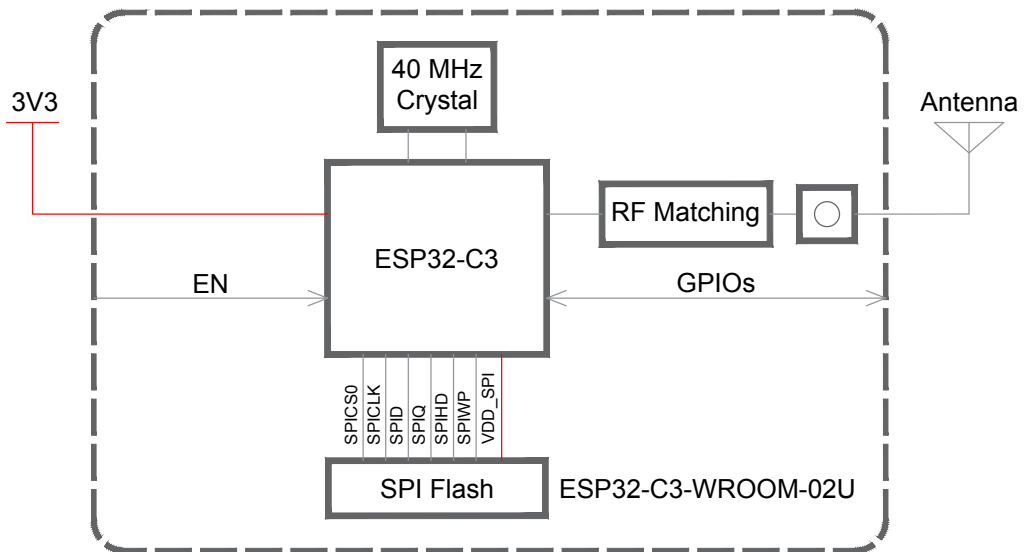 40 MHz
Crystal
3V3
Antenna
RF Matching
ESP32-C3
EN
GPIOs
SPICS0
SPICLK
SPID
SPIQ
SPIHD
SPIWP
VDD_SPI
SPI Flash
ESP32-C3-WROOM-02U